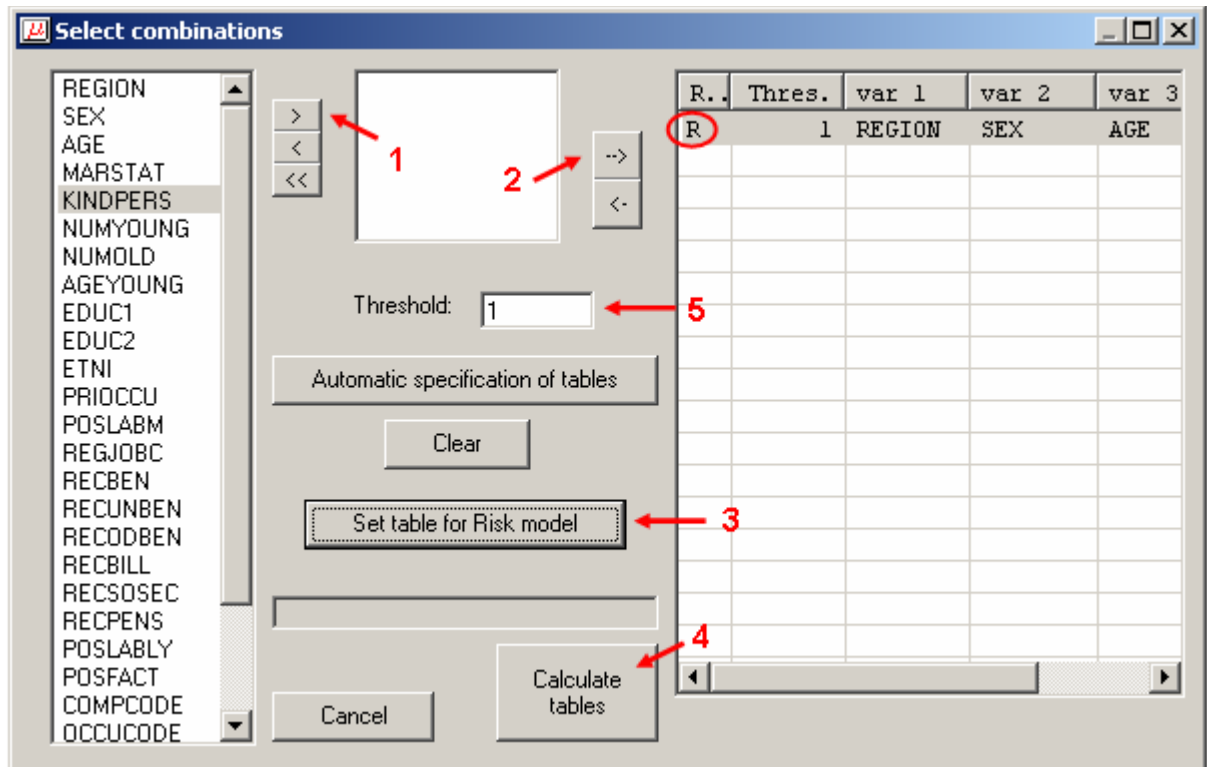 µ Select combinations
REGION
SEX
AGE
MARSTAT
KINDPERS
NUMYOUNG
NUMOLD
AGEYOUNG
EDUC1
EDUC2
ETNI
PRIOCCU
POSLABM
REGJOBC
RECBEN
RECUNBEN
RECODBEN
RECBILL
RECSOSEC
RECPENS
POSLABLY
POSFACT
COMPCODE
OCCUCODE
>
<
<<
1
2
-->
<-
Threshold: 1
5
Automatic specification of tables
Clear
Set table for Risk model
3
4
Calculate
tables
Cancel
R.. Thres. var 1 var 2 var 3
R 1 REGION SEX AGE